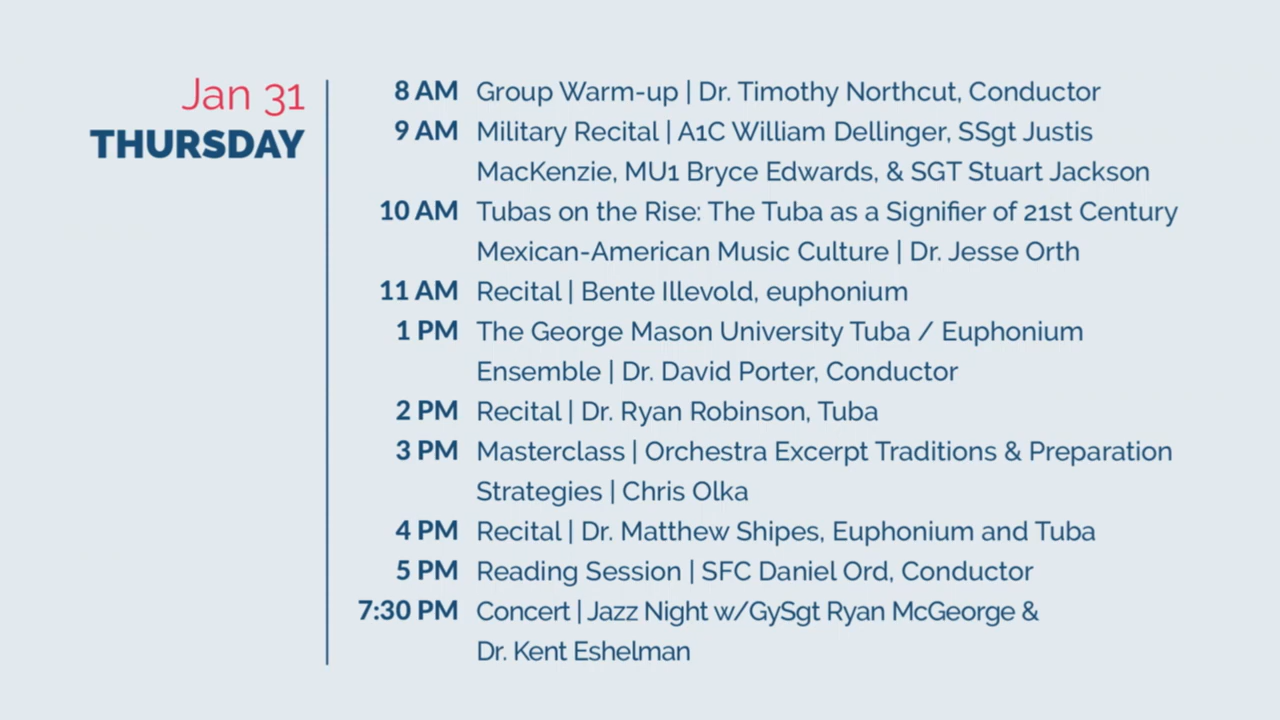 Jan 31
THURSDAY
8 AM Group Warm-up | Dr. Timothy Northcut, Conductor
9 AM Military Recital | A1C William Dellinger, SSgt Justis
MacKenzie, MU1 Bryce Edwards, & SGT Stuart Jackson
10 AM Tubas on the Rise: The Tuba as a Signifier of 21st Century
Mexican-American Music Culture | Dr. Jesse Orth
11 AM Recital | Bente Illevold, euphonium
1 PM The George Mason University Tuba / Euphonium
Ensemble | Dr. David Porter, Conductor
2 PM Recital | Dr. Ryan Robinson, Tuba
3 PM Masterclass | Orchestra Excerpt Traditions & Preparation
Strategies | Chris Olka
4 PM Recital | Dr. Matthew Shipes, Euphonium and Tuba
5 PM Reading Session | SFC Daniel Ord, Conductor
7:30 PM Concert | Jazz Night w/GySgt Ryan McGeorge &
Dr. Kent Eshelman